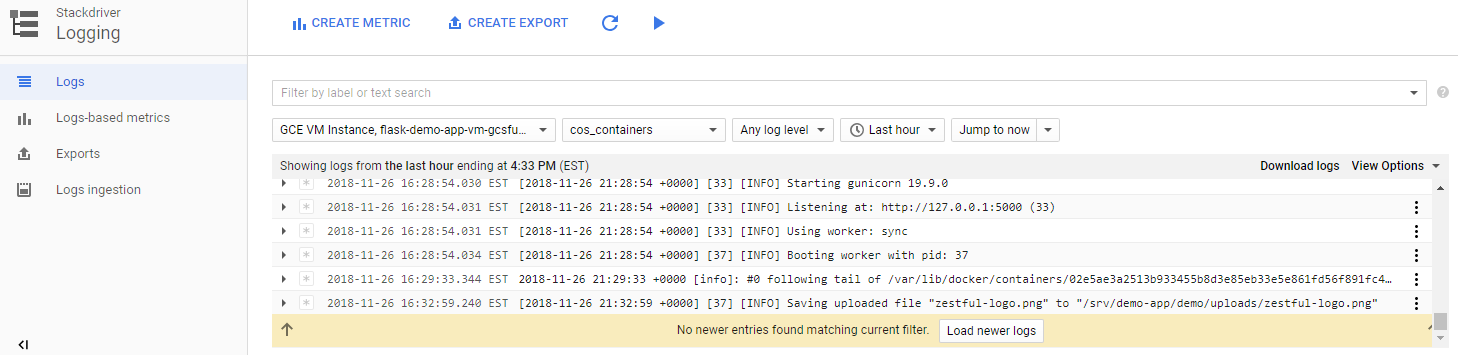 Stackdriver
Logging
CREATE METRIC
CREATE EXPORT
Logs
Logs-based metrics
Exports
Logs ingestion
Filter by label or text search
GCE VM Instance, flask-demo-app-vm-gcsfu...
cos_containers
Any log level
Last hour
Jump to now
Showing logs from the last hour ending at 4:33 PM (EST)
Download logs
View Options
2018-11-26 16:28:54.030 EST [2018-11-26 21:28:54 +0000] [33] [INFO] Starting gunicorn 19.9.0
2018-11-26 16:28:54.031 EST [2018-11-26 21:28:54 +0000] [33] [INFO] Listening at: http://127.0.0.1:5000 (33)
2018-11-26 16:28:54.031 EST [2018-11-26 21:28:54 +0000] [33] [INFO] Using worker: sync
2018-11-26 16:28:54.034 EST [2018-11-26 21:28:54 +0000] [37] [INFO] Booting worker with pid: 37
2018-11-26 16:29:33.344 EST 2018-11-26 21:29:33 +0000 [info]: #0 following tail of /var/lib/docker/containers/02e5ae3a2513b933455b8d3e85eb33e5e861fd56f891fc4...
2018-11-26 16:32:59.240 EST [2018-11-26 21:32:59 +0000] [37] [INFO] Saving uploaded file "zestful-logo.png" to "/srv/demo-app/demo/uploads/zestful-logo.png"
No newer entries found matching current filter.
Load newer logs